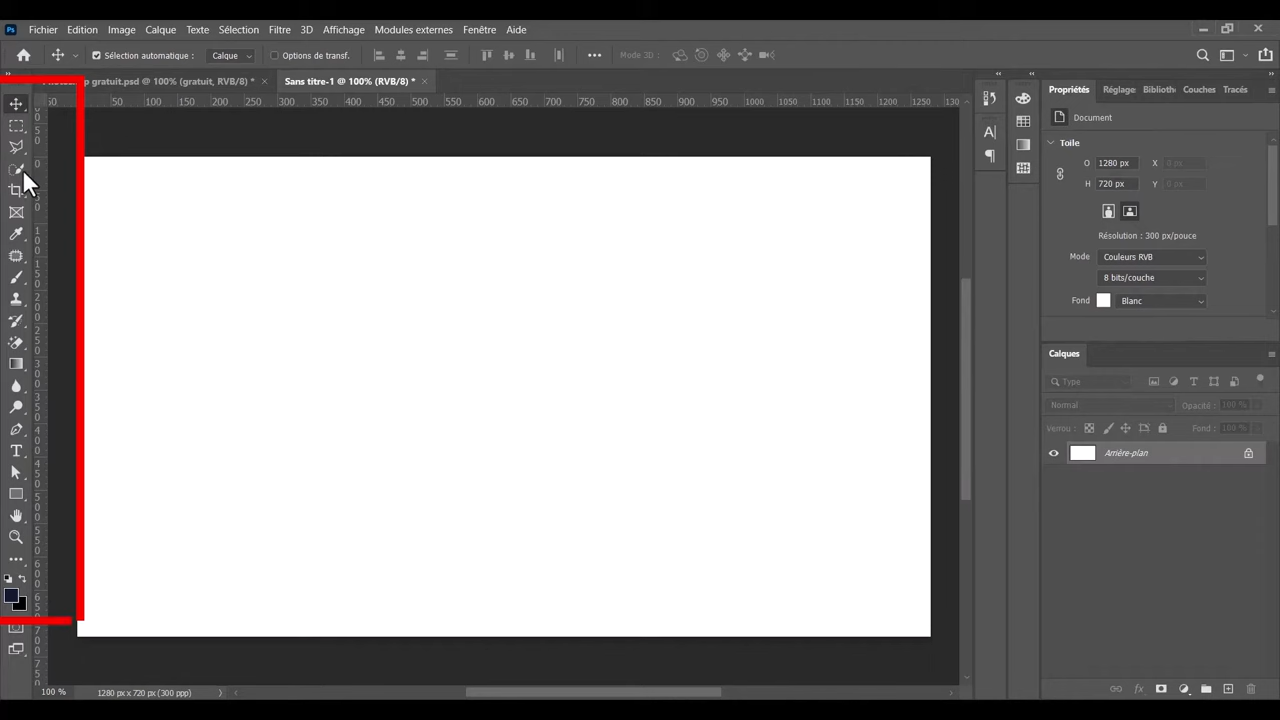 Ps Fichier Edition Image Calque Texte Sélection Filtre 3D Affichage Modules externes Fenêtre Aide
Sélection automatique : Calque Options de transf. Mode 3D :
p gratuit.psd @ 100% (gratuit, RVB/8) * Sans titre-1 @ 100% (RVB/8) *
50 50 100 150 200 250 300 350 400 450 500 550 600 650 700 750 800 850 900 950 1000 1050 1100 1150 1200 1250 130
Propriétés Réglage Biblioth Couches Tracés
Document
Toile
O 1280 px X 0 px
H 720 px Y 0 px
Résolution : 300 px/pouce
Mode Couleurs RVB
8 bits/couche
Fond Blanc
Calques
Type
Normal Opacité : 100 %
Verrou : Fond : 100 %
Arrière-plan
100 % 1280 px x 720 px (300 ppp)